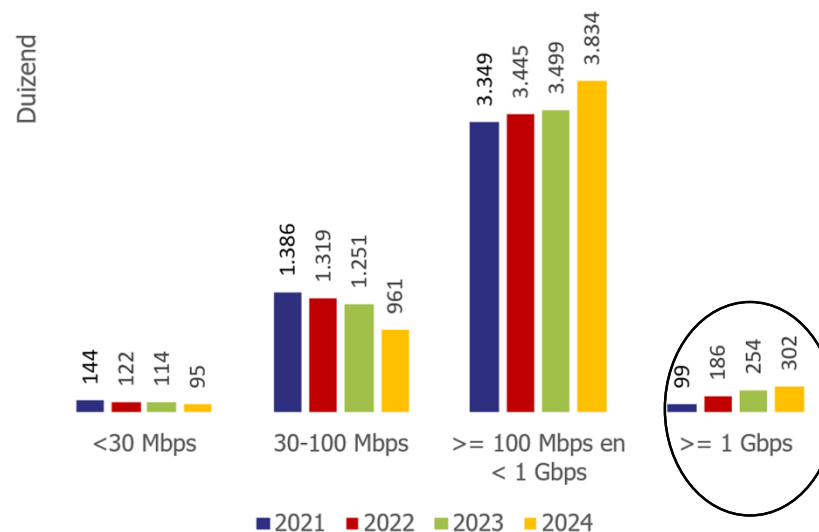 Duizend
144
122
114
95
1.386
1.319
1.251
961
3.349
3.445
3.499
3.834
99
186
254
302
<30 Mbps
30-100 Mbps
>= 100 Mbps en
< 1 Gbps
>= 1 Gbps
2021 2022 2023 2024